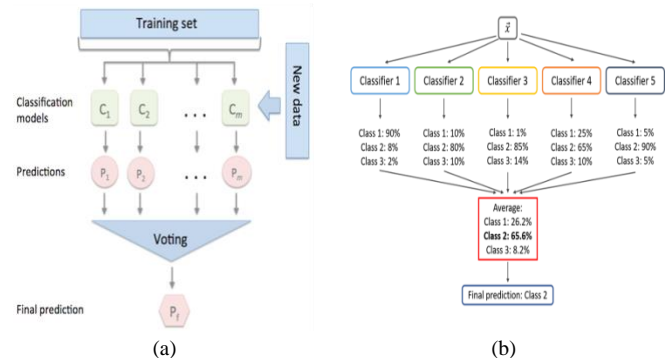 Training set
New data
Classification
models
C1 C2 ... Cm
Predictions
P1 P2 ... Pm
Voting
Final prediction
Pf
(a)
x⃗
Classifier 1 Classifier 2 Classifier 3 Classifier 4 Classifier 5
Class 1: 90% Class 1: 10% Class 1: 1% Class 1: 25% Class 1: 5%
Class 2: 8% Class 2: 80% Class 2: 85% Class 2: 65% Class 2: 90%
Class 3: 2% Class 3: 10% Class 3: 14% Class 3: 10% Class 3: 5%
Average:
Class 1: 26.2%
Class 2: 65.6%
Class 3: 8.2%
Final prediction: Class 2
(b)